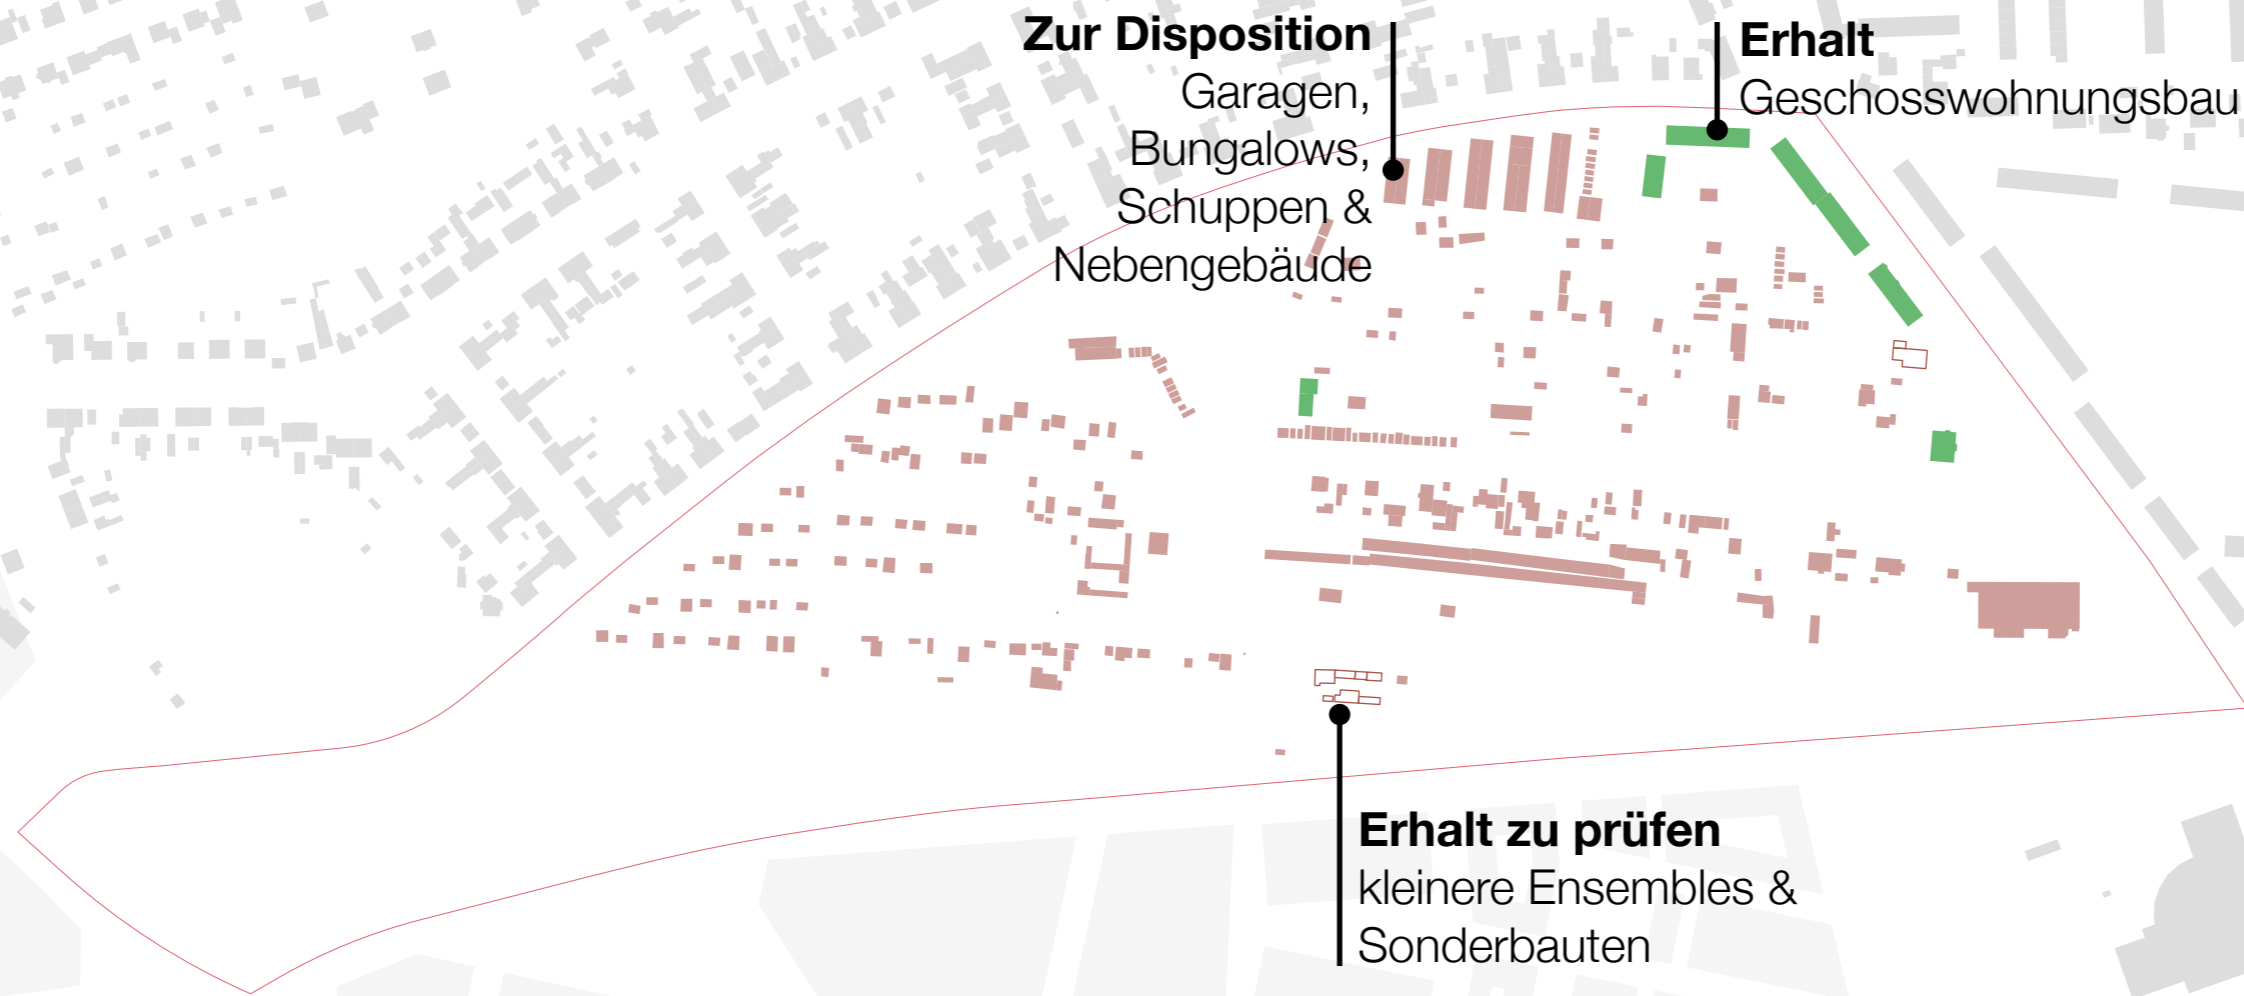 Zur Disposition
Garagen,
Bungalows,
Schuppen &
Nebengebäude
Erhalt
Geschosswohnungsbau
Erhalt zu prüfen
kleinere Ensembles &
Sonderbauten